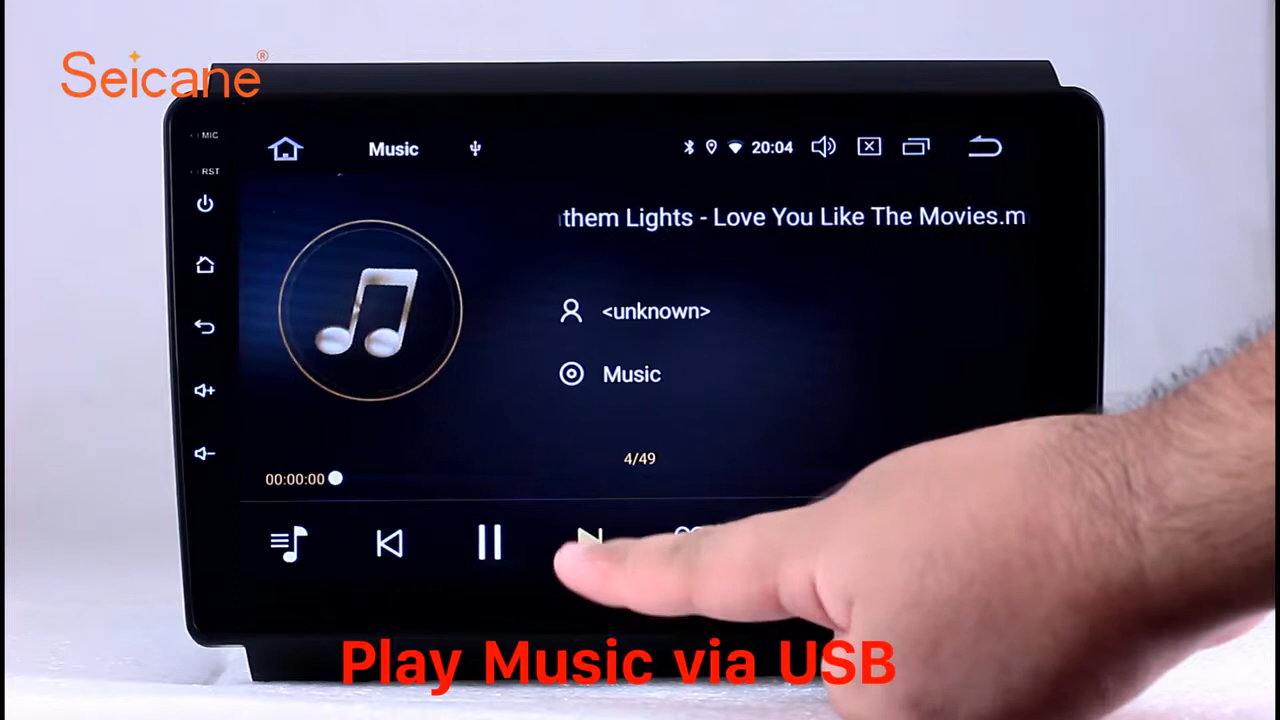 Seicane®
MIC
RST
Music
20:04
them Lights - Love You Like The Movies.m
<unknown>
Music
4/49
00:00:00
Play Music via USB